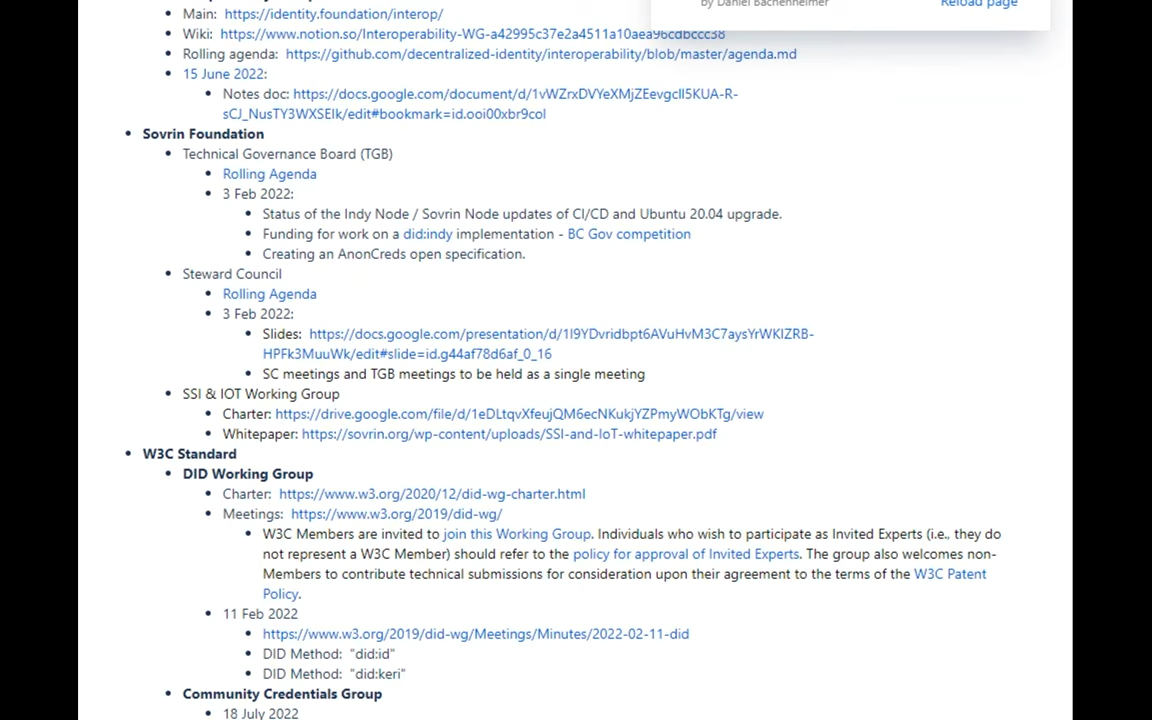 by Daniel Bachenheimer
Reload page
Main: https://identity.foundation/interop/
Wiki: https://www.notion.so/Interoperability-WG-a42995c37e2a4511a10aea96cdbccc38
Rolling agenda: https://github.com/decentralized-identity/interoperability/blob/master/agenda.md
15 June 2022:
Notes doc: https://docs.google.com/document/d/1vWZrxDVYeXMjZEevgcII5KUA-R-
sCJ_NusTY3WXSEIk/edit#bookmark=id.ooi00xbr9col
Sovrin Foundation
Technical Governance Board (TGB)
Rolling Agenda
3 Feb 2022:
Status of the Indy Node / Sovrin Node updates of CI/CD and Ubuntu 20.04 upgrade.
Funding for work on a did:indy implementation - BC Gov competition
Creating an AnonCreds open specification.
Steward Council
Rolling Agenda
3 Feb 2022:
Slides: https://docs.google.com/presentation/d/1I9YDvridbpt6AVuHvM3C7aysYrWKIZRB-
HPFk3MuuWk/edit#slide=id.g44af78d6af_0_16
SC meetings and TGB meetings to be held as a single meeting
SSI & IOT Working Group
Charter: https://drive.google.com/file/d/1eDLtqvXfeujQM6ecNKukjYZPmyWObKTg/view
Whitepaper: https://sovrin.org/wp-content/uploads/SSI-and-IoT-whitepaper.pdf
W3C Standard
DID Working Group
Charter: https://www.w3.org/2020/12/did-wg-charter.html
Meetings: https://www.w3.org/2019/did-wg/
W3C Members are invited to join this Working Group. Individuals who wish to participate as Invited Experts (i.e., they do
not represent a W3C Member) should refer to the policy for approval of Invited Experts. The group also welcomes non-
Members to contribute technical submissions for consideration upon their agreement to the terms of the W3C Patent
Policy.
11 Feb 2022
https://www.w3.org/2019/did-wg/Meetings/Minutes/2022-02-11-did
DID Method: "did:id"
DID Method: "did:keri"
Community Credentials Group
18 July 2022